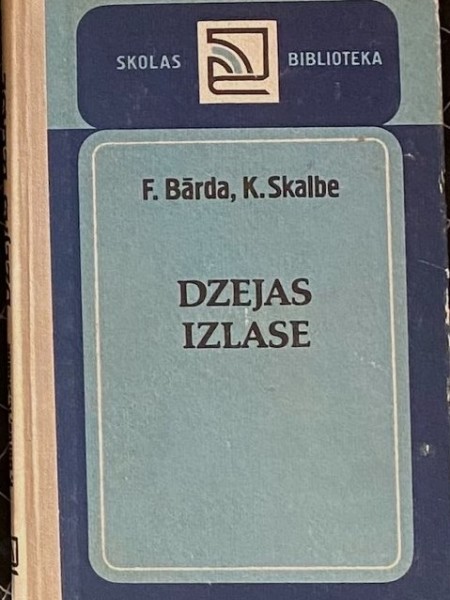 SKOLAS BIBLIOTEKA
F. Bārda, K. Skalbe
DZEJAS
IZLASE